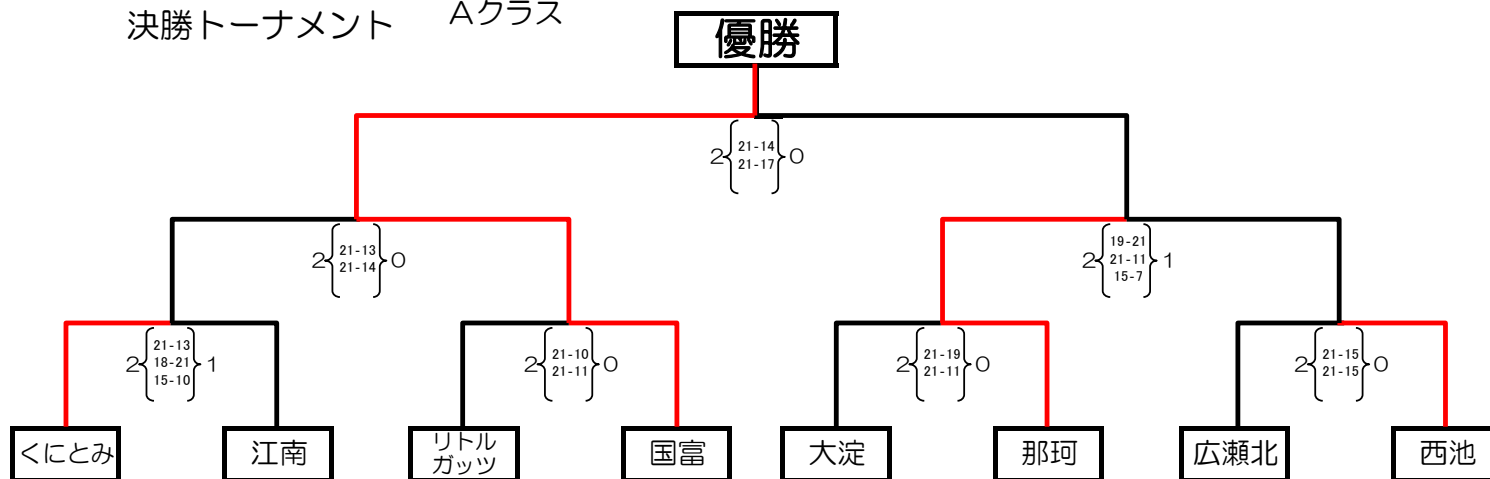 決勝トーナメント Aクラス
優勝
2 21-14 0
21-17
2 21-13 0
21-14
19-21
2 21-11 1
15-7
21-13
2 18-21 1
15-10
2 21-10 0
21-11
2 21-19 0
21-11
2 21-15 0
21-15
くにとみ
江南
リトル
ガッツ
国富
大淀
那珂
広瀬北
西池